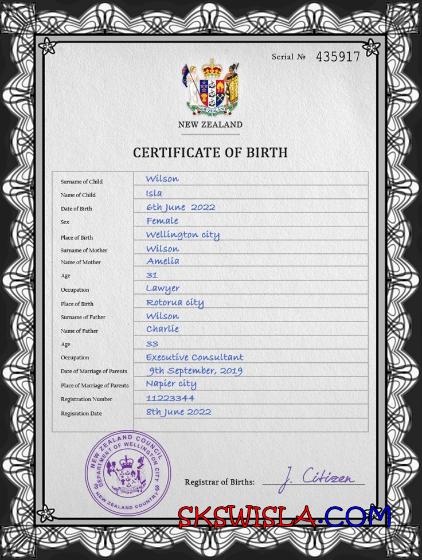 Serial № 435917
NEW ZEALAND
CERTIFICATE OF BIRTH
Surname of Child Wilson
Name of Child Isla
Date of Birth 6th June 2022
Sex Female
Place of Birth Wellington city
Surname of Mother Wilson
Name of Mother Amelia
Age 31
Occupation Lawyer
Place of Birth Rotorua city
Surname of Father Wilson
Name of Father Charlie
Age 33
Occupation Executive Consultant
Date of Marriage of Parents 9th September, 2019
Place of Marriage of Parents Napier city
Registration Number 11223344
Registration Date 8th June 2022
NEW ZEALAND COUNCIL
DEPARTMENT OF WELLINGTON CITY
NEW ZEALAND COUNTRY
Registrar of Births: J. Citizen
SKSWISLA.COM